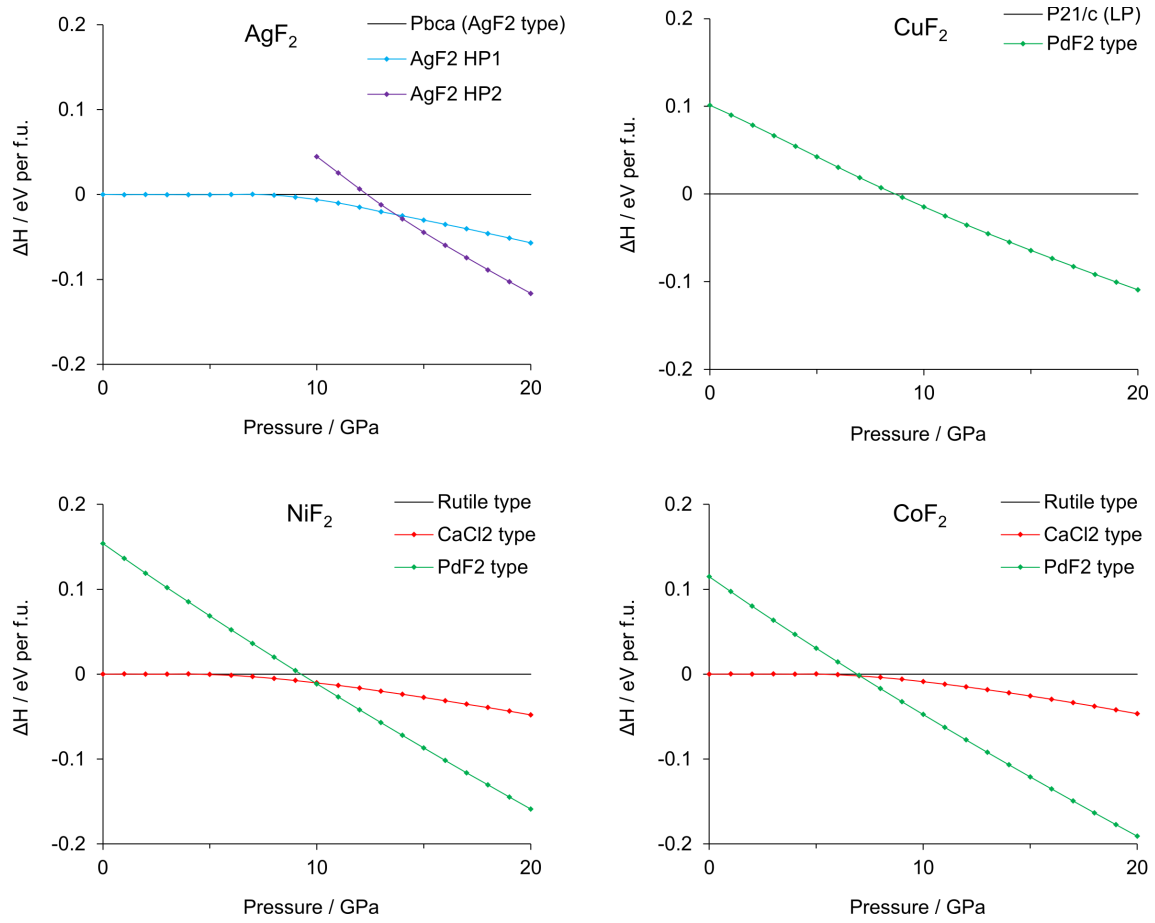 AgF₂
Pbca (AgF2 type)
AgF2 HP1
AgF2 HP2
0.2
0.1
0
-0.1
-0.2
ΔH / eV per f.u.
0
10
20
Pressure / GPa
CuF₂
P21/c (LP)
PdF2 type
0.2
0.1
0
-0.1
-0.2
ΔH / eV per f.u.
0
10
20
Pressure / GPa
NiF₂
Rutile type
CaCl2 type
PdF2 type
0.2
0.1
0
-0.1
-0.2
ΔH / eV per f.u.
0
10
20
Pressure / GPa
CoF₂
Rutile type
CaCl2 type
PdF2 type
0.2
0.1
0
-0.1
-0.2
ΔH / eV per f.u.
0
10
20
Pressure / GPa